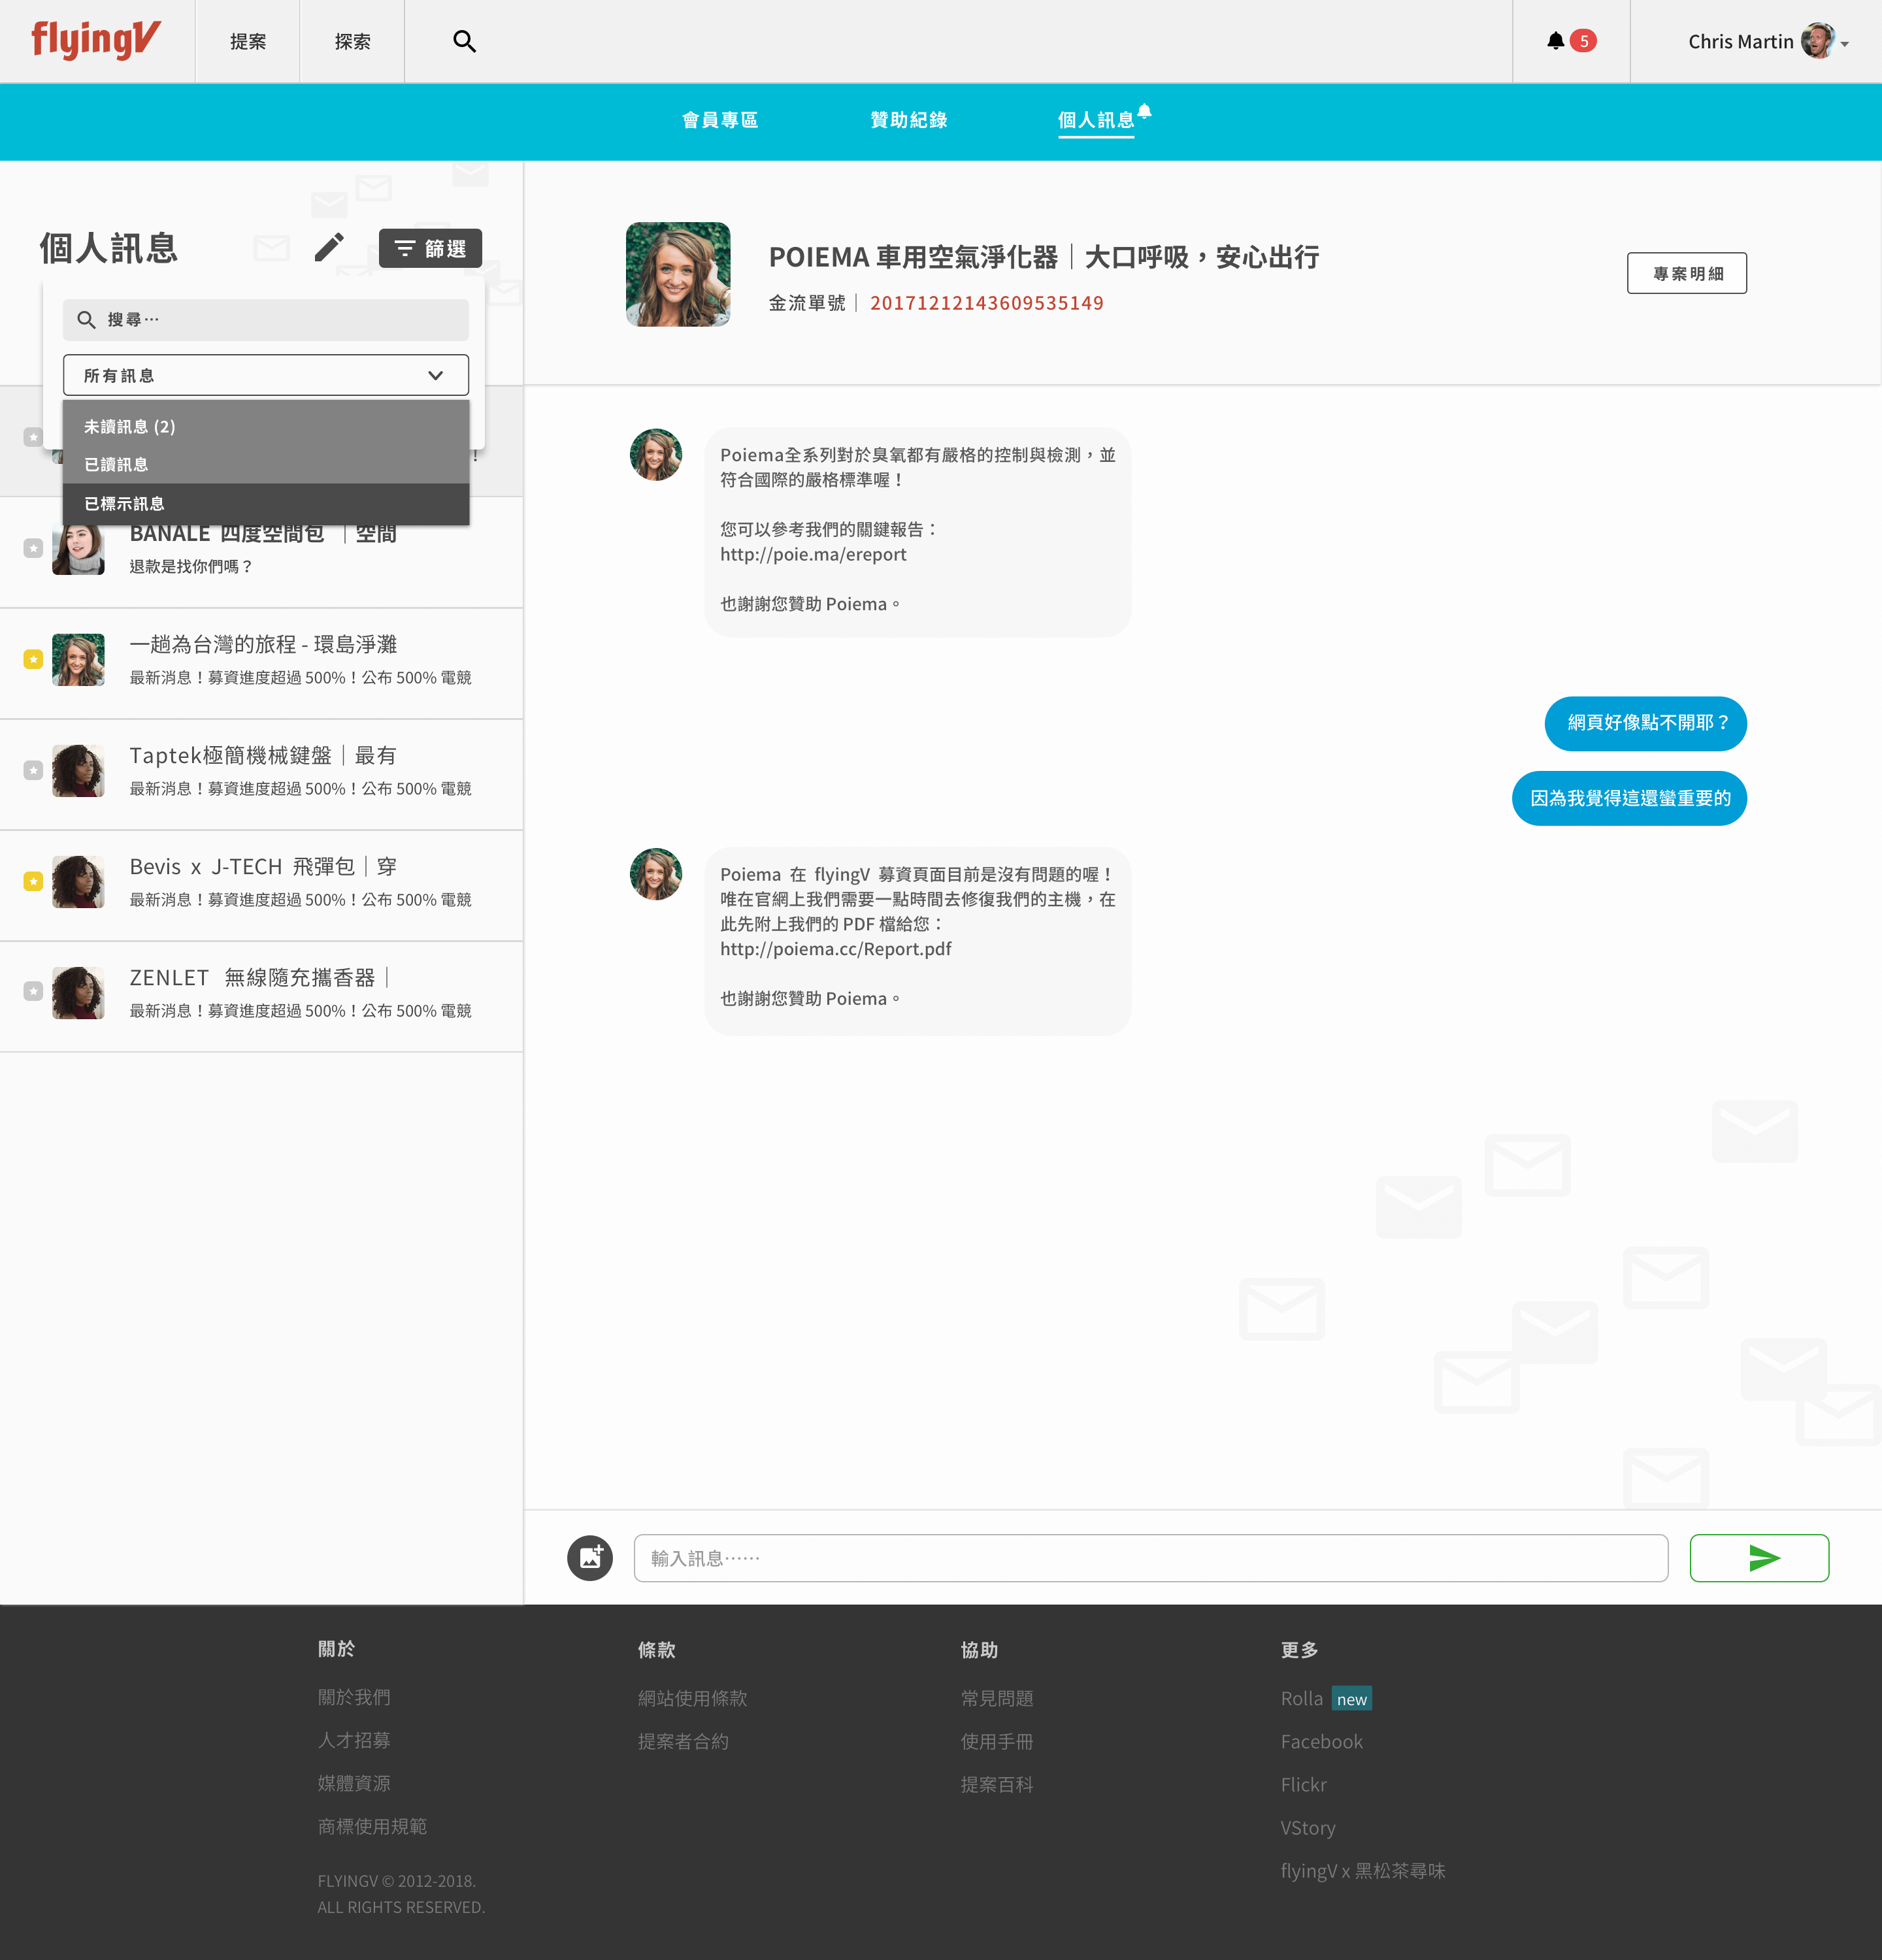 flyingV
提案
探索
5
Chris Martin
會員專區
贊助紀錄
個人訊息
個人訊息
篩選
搜尋⋯
所有訊息
未讀訊息 (2)
已讀訊息
已標示訊息
!
BANALE 四度空間包 ｜空間
退款是找你們嗎？
一趟為台灣的旅程 - 環島淨灘
最新消息！募資進度超過 500%！公布 500% 電競
Taptek極簡機械鍵盤｜最有
最新消息！募資進度超過 500%！公布 500% 電競
Bevis x J-TECH 飛彈包｜穿
最新消息！募資進度超過 500%！公布 500% 電競
ZENLET 無線隨充攜香器｜
最新消息！募資進度超過 500%！公布 500% 電競
POIEMA 車用空氣淨化器｜大口呼吸，安心出行
金流單號｜ 20171212143609535149
專案明細
Poiema全系列對於臭氧都有嚴格的控制與檢測，並
符合國際的嚴格標準喔！
您可以參考我們的關鍵報告：
http://poie.ma/ereport
也謝謝您贊助 Poiema。
網頁好像點不開耶？
因為我覺得這還蠻重要的
Poiema 在 flyingV 募資頁面目前是沒有問題的喔！
唯在官網上我們需要一點時間去修復我們的主機，在
此先附上我們的 PDF 檔給您：
http://poiema.cc/Report.pdf
也謝謝您贊助 Poiema。
輸入訊息⋯⋯
關於
關於我們
人才招募
媒體資源
商標使用規範
FLYINGV © 2012-2018.
ALL RIGHTS RESERVED.
條款
網站使用條款
提案者合約
協助
常見問題
使用手冊
提案百科
更多
Rolla new
Facebook
Flickr
VStory
flyingV x 黑松茶尋味